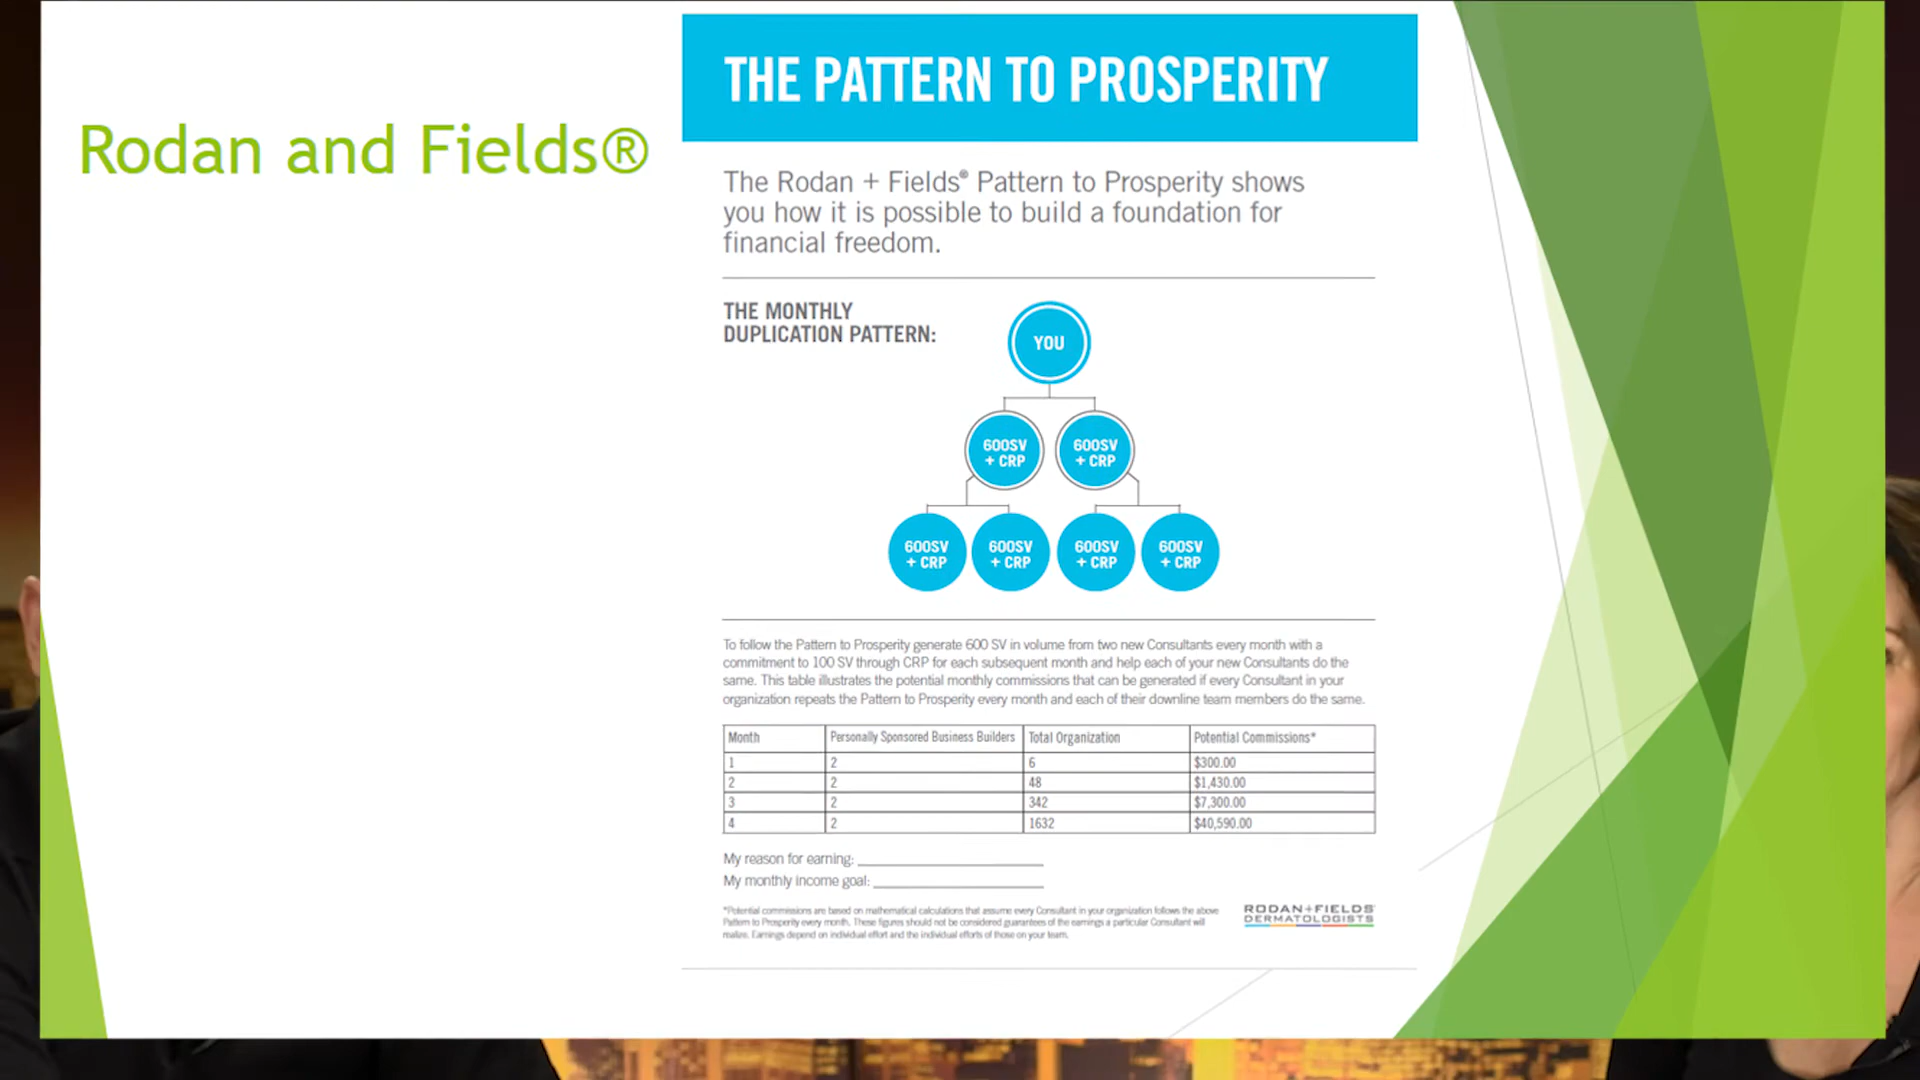 Rodan and Fields®
THE PATTERN TO PROSPERITY
The Rodan + Fields® Pattern to Prosperity shows
you how it is possible to build a foundation for
financial freedom.
THE MONTHLY
DUPLICATION PATTERN:
YOU
600SV
+ CRP
600SV
+ CRP
600SV
+ CRP
600SV
+ CRP
600SV
+ CRP
600SV
+ CRP
To follow the Pattern to Prosperity generate 600 SV in volume from two new Consultants every month with a
commitment to 100 SV through CRP for each subsequent month and help each of your new Consultants do the
same. This table illustrates the potential monthly commissions that can be generated if every Consultant in your
organization repeats the Pattern to Prosperity every month and each of their downline team members do the same.
Month Personally Sponsored Business Builders Total Organization Potential Commissions*
1 2 6 $300.00
2 2 48 $1,430.00
3 2 342 $7,300.00
4 2 1632 $40,590.00
My reason for earning:
My monthly income goal:
*Potential commissions are based on mathematical calculations that assume every Consultant in your organization follows the above
Pattern to Prosperity every month. These figures should not be considered guarantees of the earnings a particular Consultant will
realize. Earnings depend on individual effort and the individual efforts of those on your team.
RODAN+FIELDS
DERMATOLOGISTS